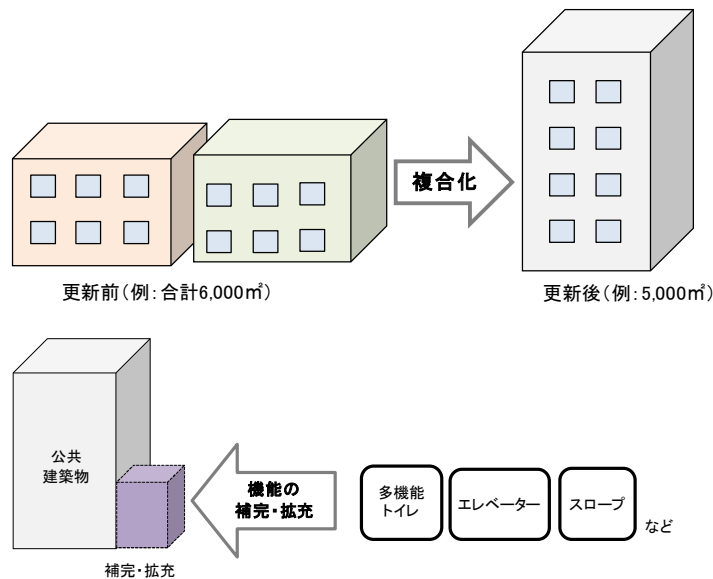 複合化
更新前（例：合計6,000㎡）
更新後（例：5,000㎡）
公共
建築物
機能の
補完・拡充
多機能
トイレ
エレベーター
スロープ
など
補完・拡充